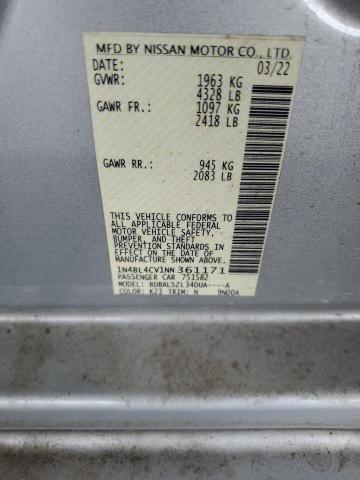 MFD BY NISSAN MOTOR CO., LTD.
DATE: 03/22
GVWR: 1963 KG
4328 LB
GAWR FR.: 1097 KG
2418 LB
GAWR RR.: 945 KG
2083 LB
THIS VEHICLE CONFORMS TO
ALL APPLICABLE FEDERAL
MOTOR VEHICLE SAFETY,
BUMPER, AND THEFT
PREVENTION STANDARDS IN
EFFECT ON THE DATE OF
MANUFACTURE SHOWN ABOVE.
1N4BL4CV1NN361171
PASSENGER CAR 751582
MODEL: BDBALSZL34DUA----A
COLOR: K23 TRIM: N 9N00A